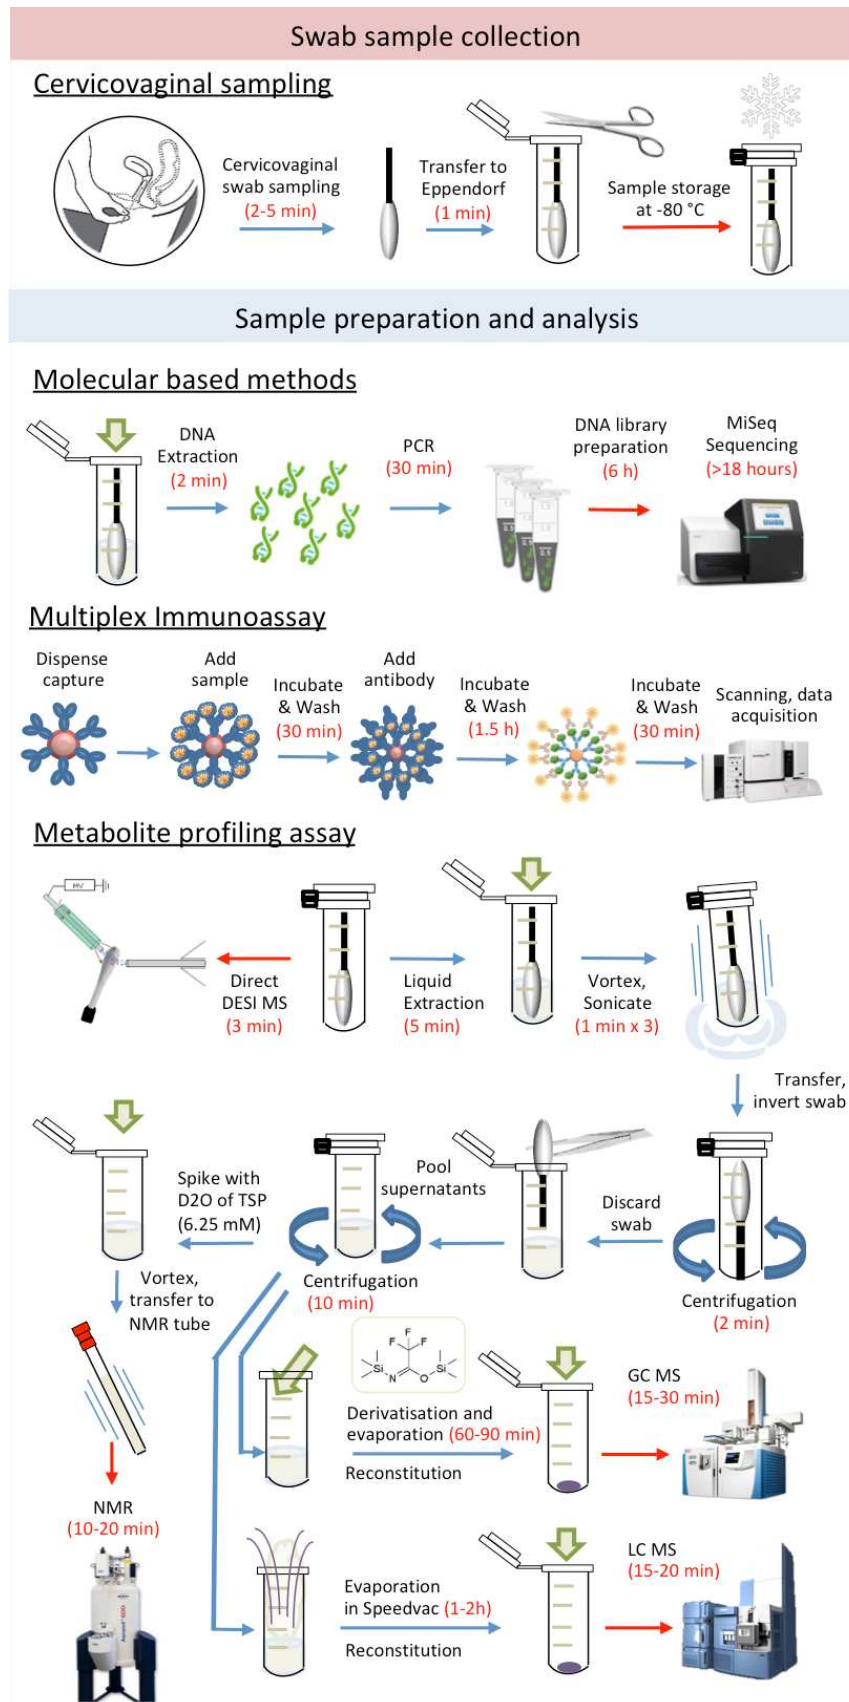 Swab sample collection
Cervicovaginal sampling
Cervicovaginal
swab sampling
(2-5 min)
Transfer to
Eppendorf
(1 min)
Sample storage
at -80 °C
Sample preparation and analysis
Molecular based methods
DNA
Extraction
(2 min)
PCR
(30 min)
DNA library
preparation
(6 h)
MiSeq
Sequencing
(>18 hours)
Multiplex Immunoassay
Dispense
capture
Add
sample
Incubate
& Wash
(30 min)
Add
antibody
Incubate
& Wash
(1.5 h)
Incubate
& Wash
(30 min)
Scanning, data
acquisition
Metabolite profiling assay
HV
Direct
DESI MS
(3 min)
Liquid
Extraction
(5 min)
Vortex,
Sonicate
(1 min x 3)
Transfer,
invert swab
Spike with
D2O of TSP
(6.25 mM)
Pool
supernatants
Discard
swab
Centrifugation
(10 min)
Centrifugation
(2 min)
Vortex,
transfer to
NMR tube
F
F F
Si N O Si
Derivatisation and
evaporation (60-90 min)
Reconstitution
GC MS
(15-30 min)
NMR
(10-20 min)
Evaporation
in Speedvac (1-2h)
Reconstitution
LC MS
(15-20 min)